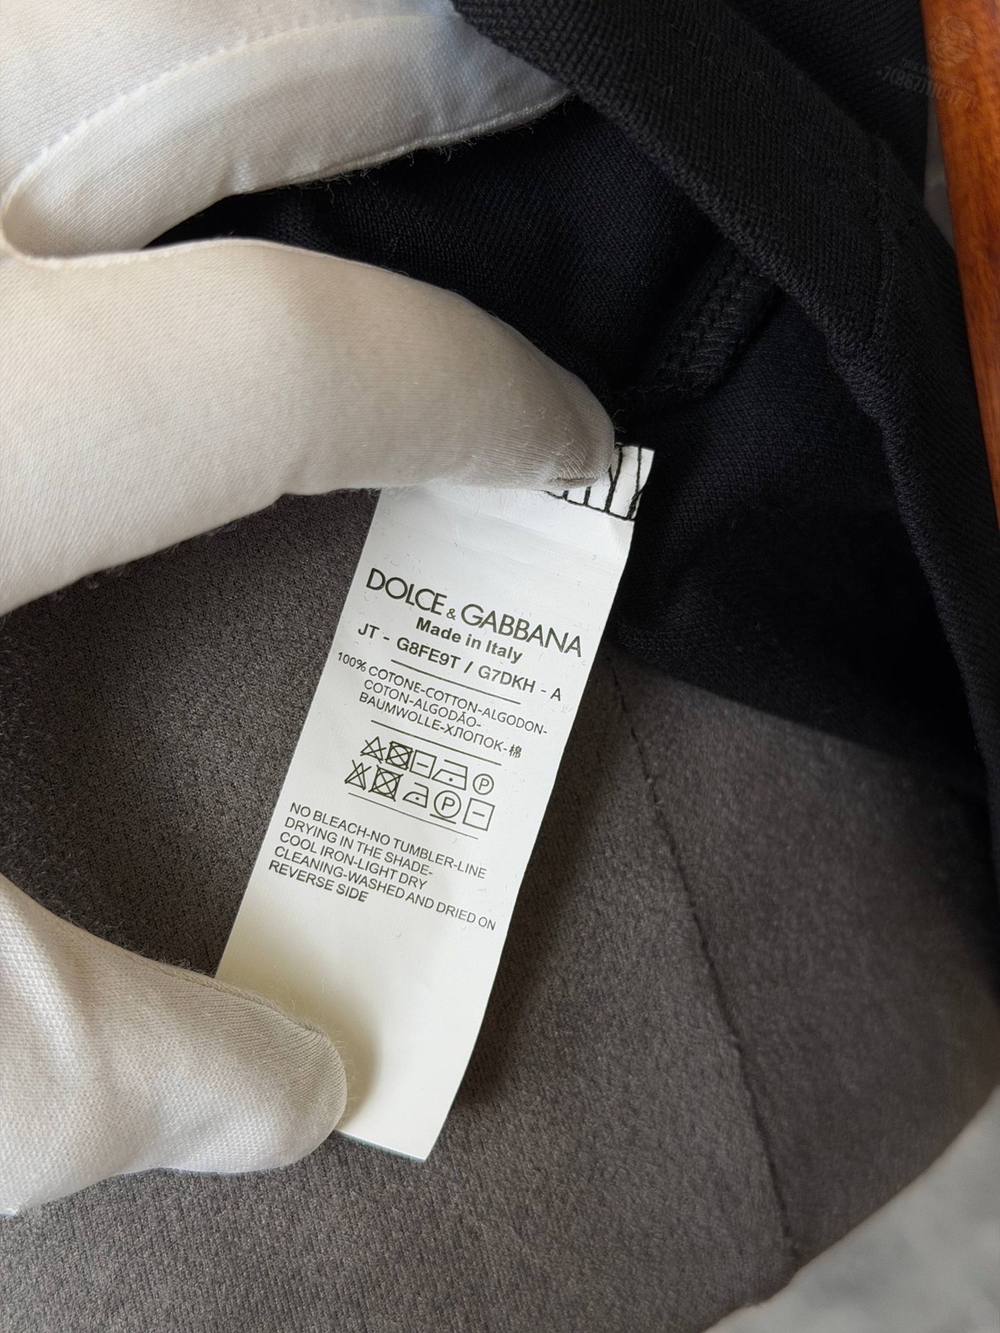 DOLCE & GABBANA
Made in Italy
JT - G8FE9T / G7DKH - A
100% COTONE-COTTON-ALGODON-
COTON-ALGODÃO-
BAUMWOLLE-ХЛОПОК-棉
P
P
NO BLEACH-NO TUMBLER-LINE
DRYING IN THE SHADE-
COOL IRON-LIGHT DRY
CLEANING-WASHED AND DRIED ON
REVERSE SIDE